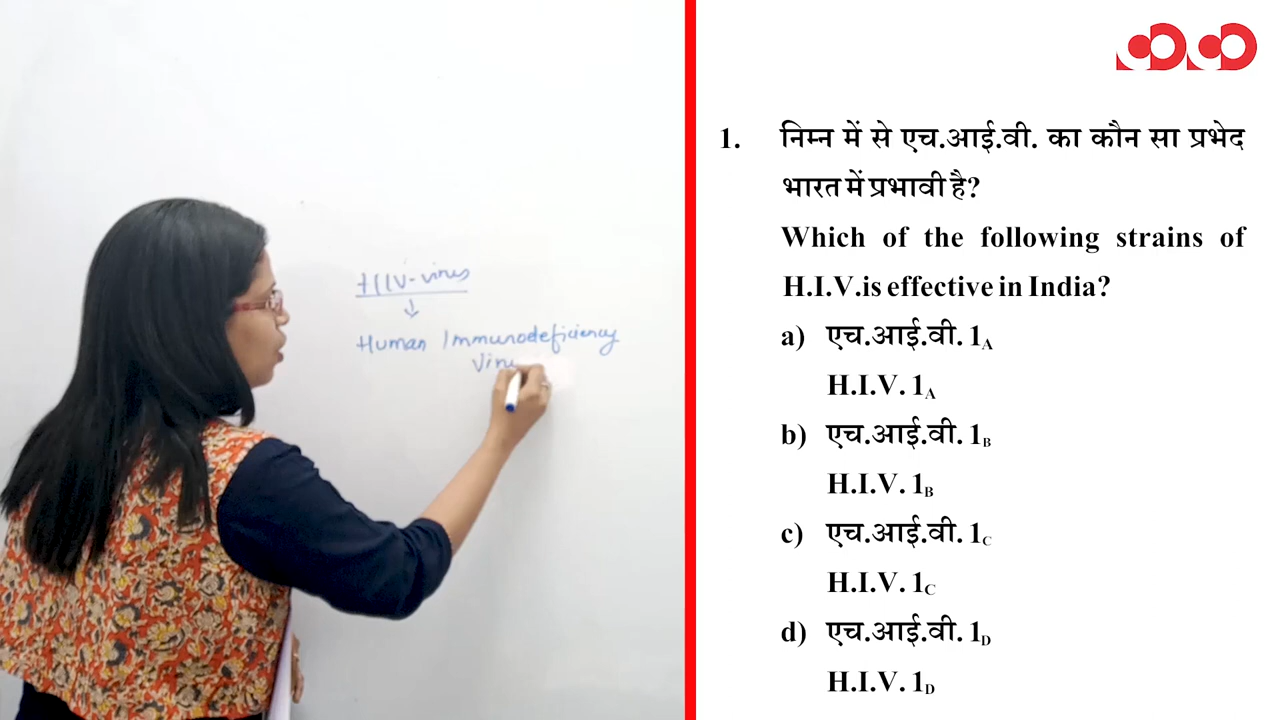 HIV-virus
Human Immunodeficiency
1. निम्न में से एच.आई.वी. का कौन सा प्रभेद
भारत में प्रभावी है?
Which of the following strains of
H.I.V.is effective in India?
a) एच.आई.वी. 1A
H.I.V. 1A
b) एच.आई.वी. 1B
H.I.V. 1B
c) एच.आई.वी. 1C
H.I.V. 1C
d) एच.आई.वी. 1D
H.I.V. 1D